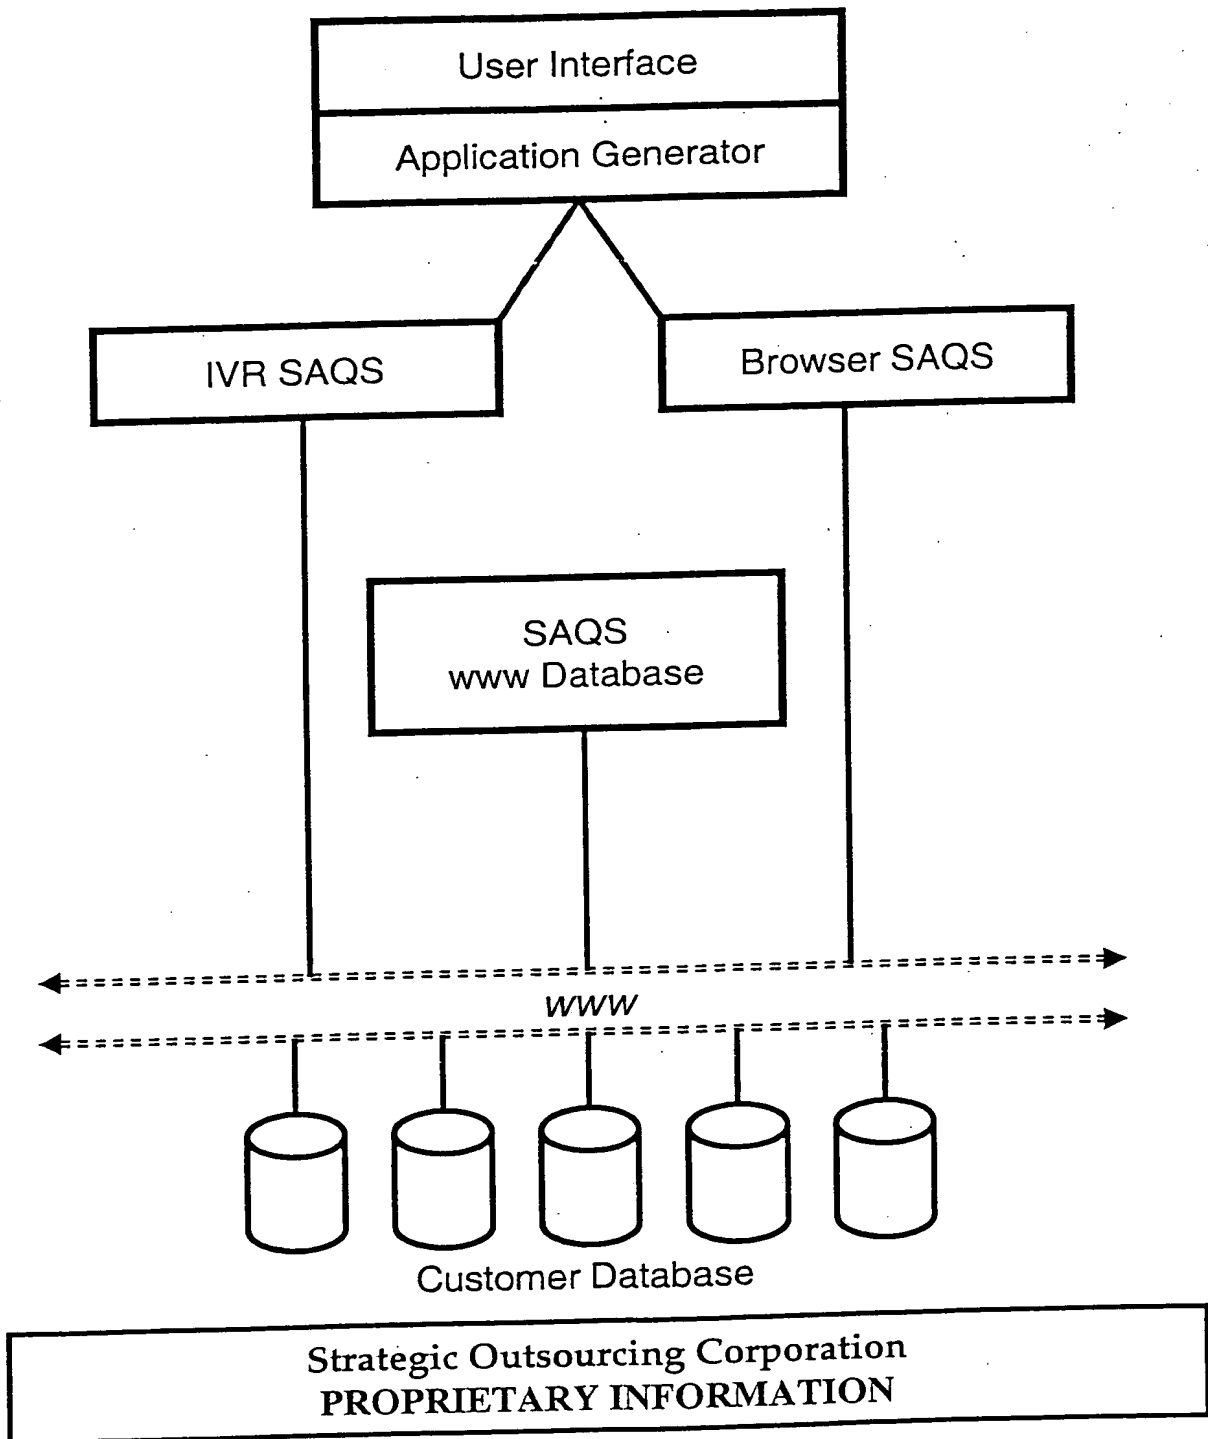 User Interface
Application Generator
IVR SAQS
Browser SAQS
SAQS
www Database
www
Customer Database
Strategic Outsourcing Corporation
PROPRIETARY INFORMATION